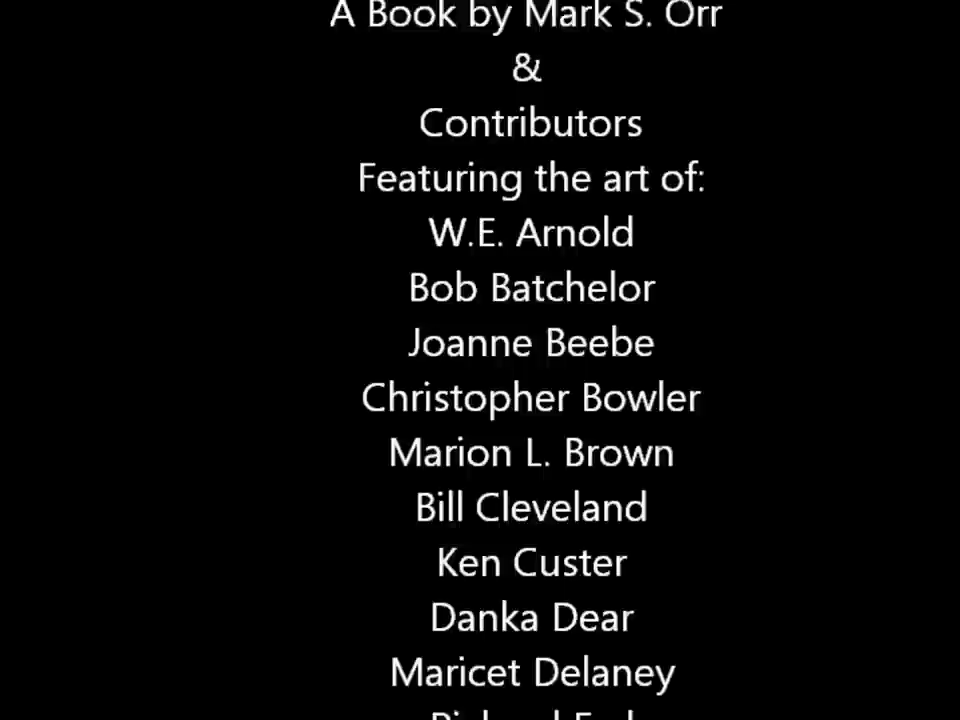 A Book by Mark S. Orr
&
Contributors
Featuring the art of:
W.E. Arnold
Bob Batchelor
Joanne Beebe
Christopher Bowler
Marion L. Brown
Bill Cleveland
Ken Custer
Danka Dear
Maricet Delaney